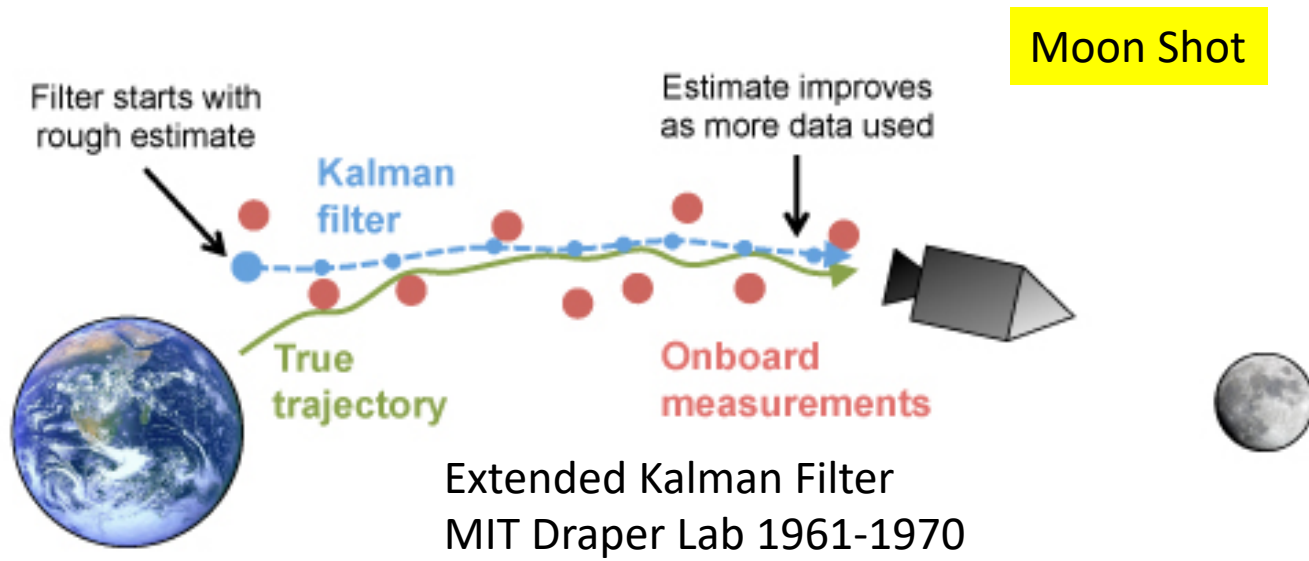 Moon Shot
Filter starts with
rough estimate
Estimate improves
as more data used
Kalman
filter
True
trajectory
Onboard
measurements
Extended Kalman Filter
MIT Draper Lab 1961-1970